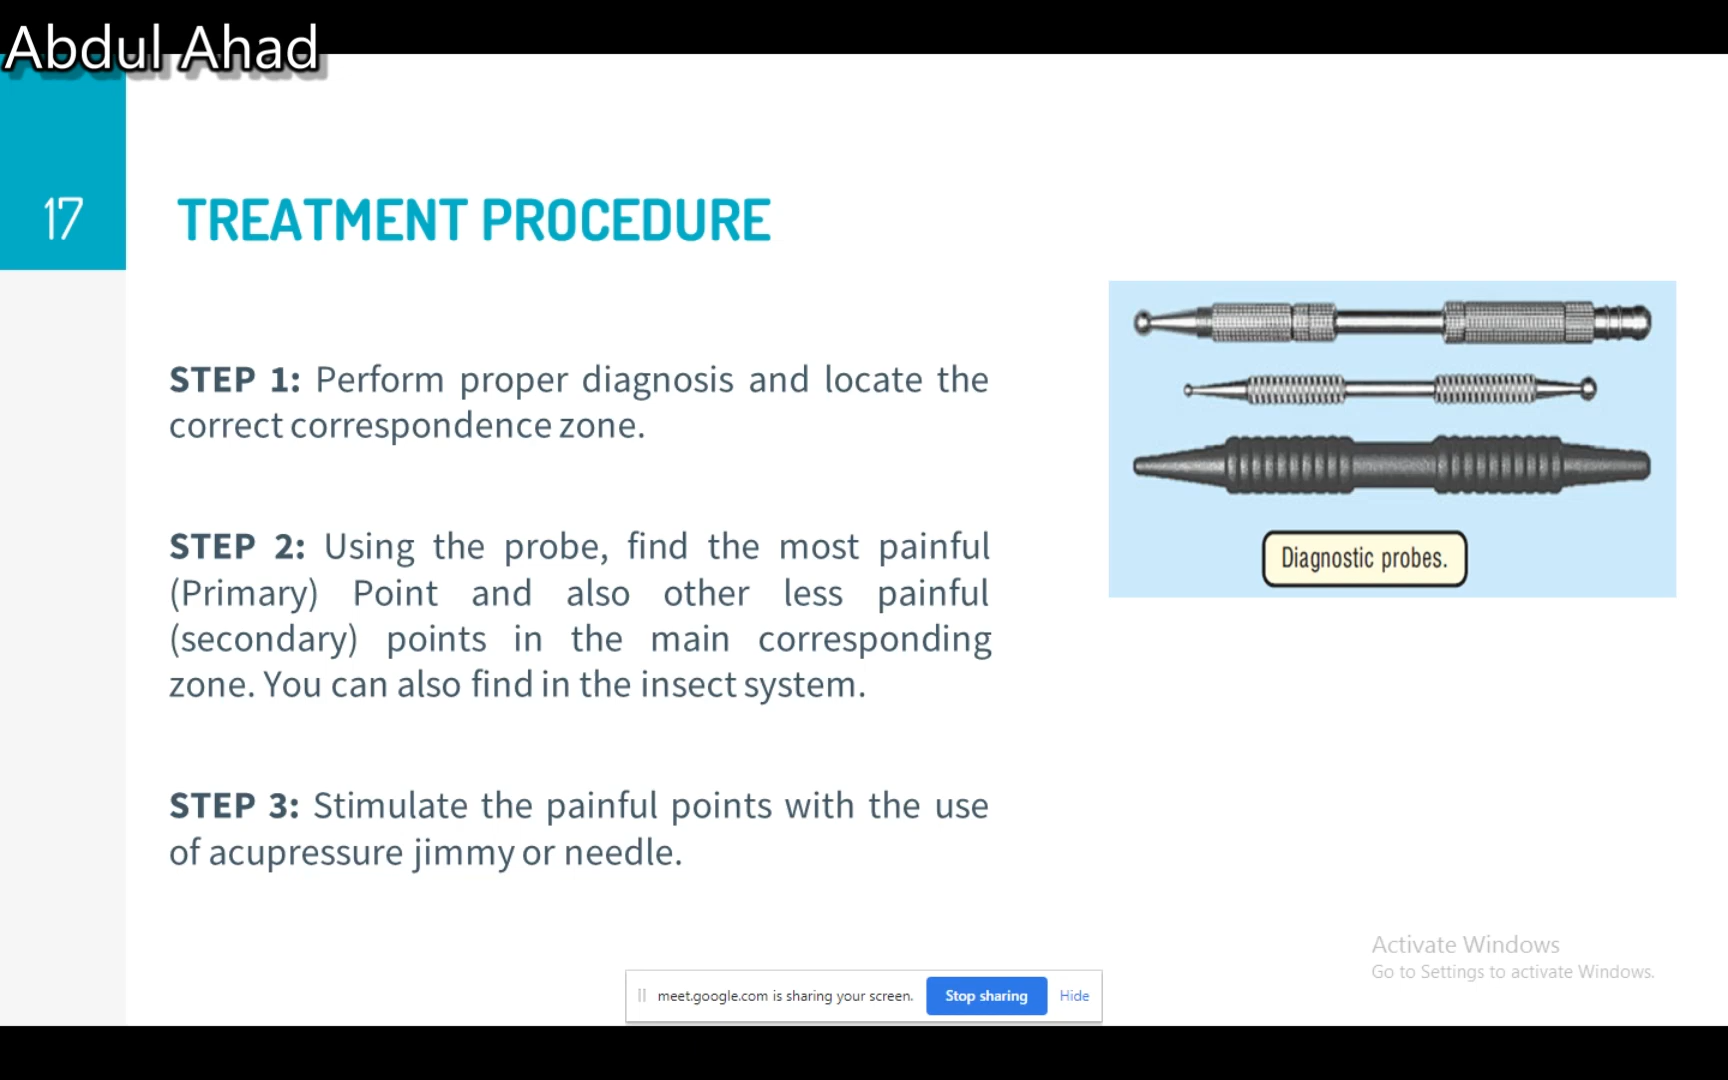 Abdul Ahad
17
TREATMENT PROCEDURE
STEP 1: Perform proper diagnosis and locate the
correct correspondence zone.
STEP 2: Using the probe, find the most painful
(Primary) Point and also other less painful
(secondary) points in the main corresponding
zone. You can also find in the insect system.
STEP 3: Stimulate the painful points with the use
of acupressure jimmy or needle.
Diagnostic probes.
Activate Windows
Go to Settings to activate Windows.
meet.google.com is sharing your screen. Stop sharing Hide